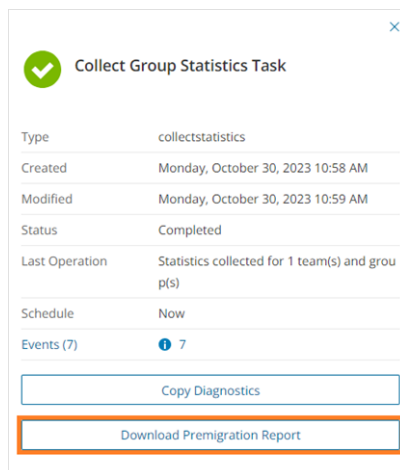 Collect Group Statistics Task
Type collectstatistics
Created Monday, October 30, 2023 10:58 AM
Modified Monday, October 30, 2023 10:59 AM
Status Completed
Last Operation Statistics collected for 1 team(s) and grou
p(s)
Schedule Now
Events (7) 7
Copy Diagnostics
Download Premigration Report